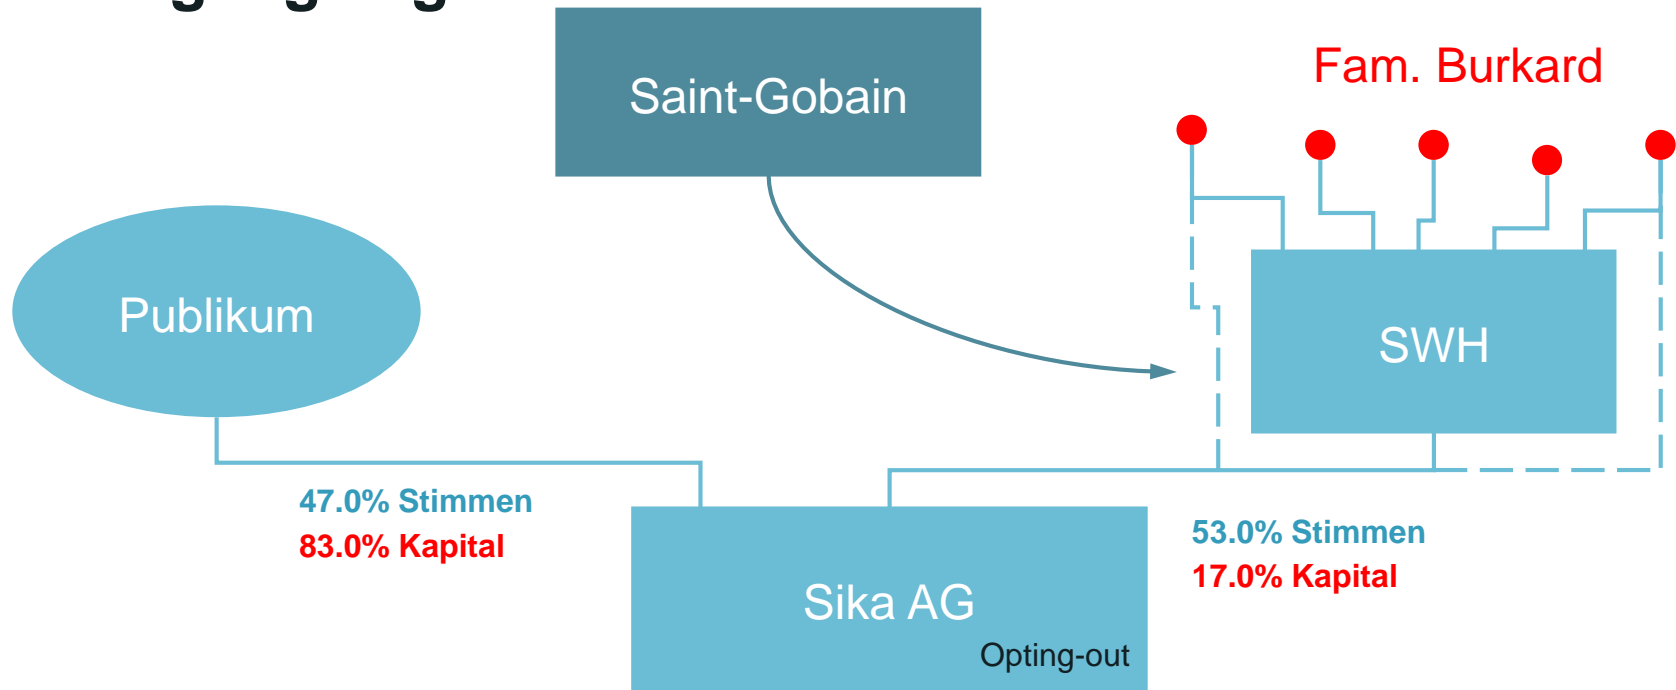 Saint-Gobain
Fam. Burkard
Publikum
SWH
47.0% Stimmen
83.0% Kapital
53.0% Stimmen
17.0% Kapital
Sika AG
Opting-out